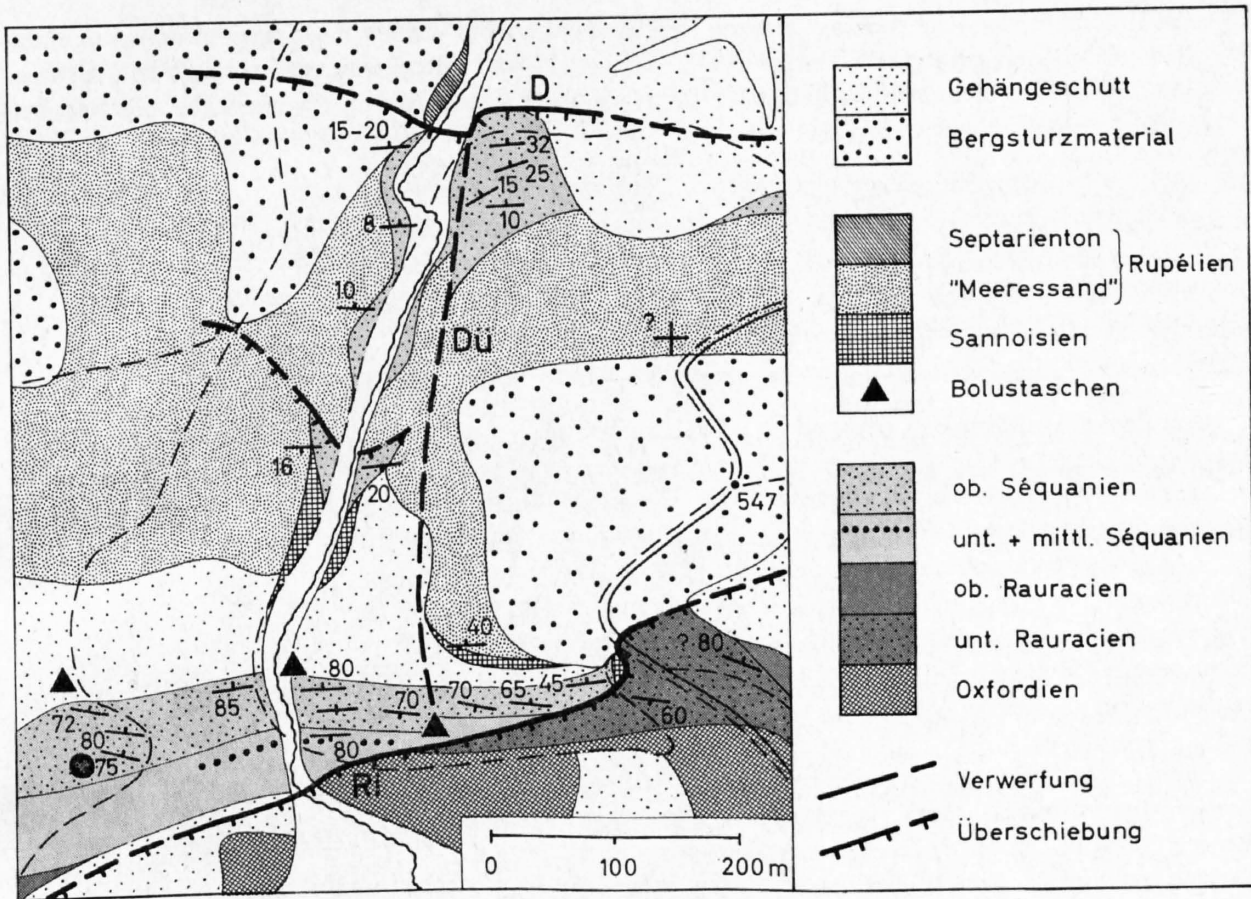 D
15-20
32
25
15
10
8
10
Dü
?
16
20
547
40
? 80
80
70
65
45
85
70
60
72
80
75
80
RI
0 100 200 m
Gehängeschutt
Bergsturzmaterial
Septarienton
"Meeressand"
Rupélien
Sannoisien
Bolustaschen
ob. Séquanien
unt. + mittl. Séquanien
ob. Rauracien
unt. Rauracien
Oxfordien
Verwerfung
Überschiebung